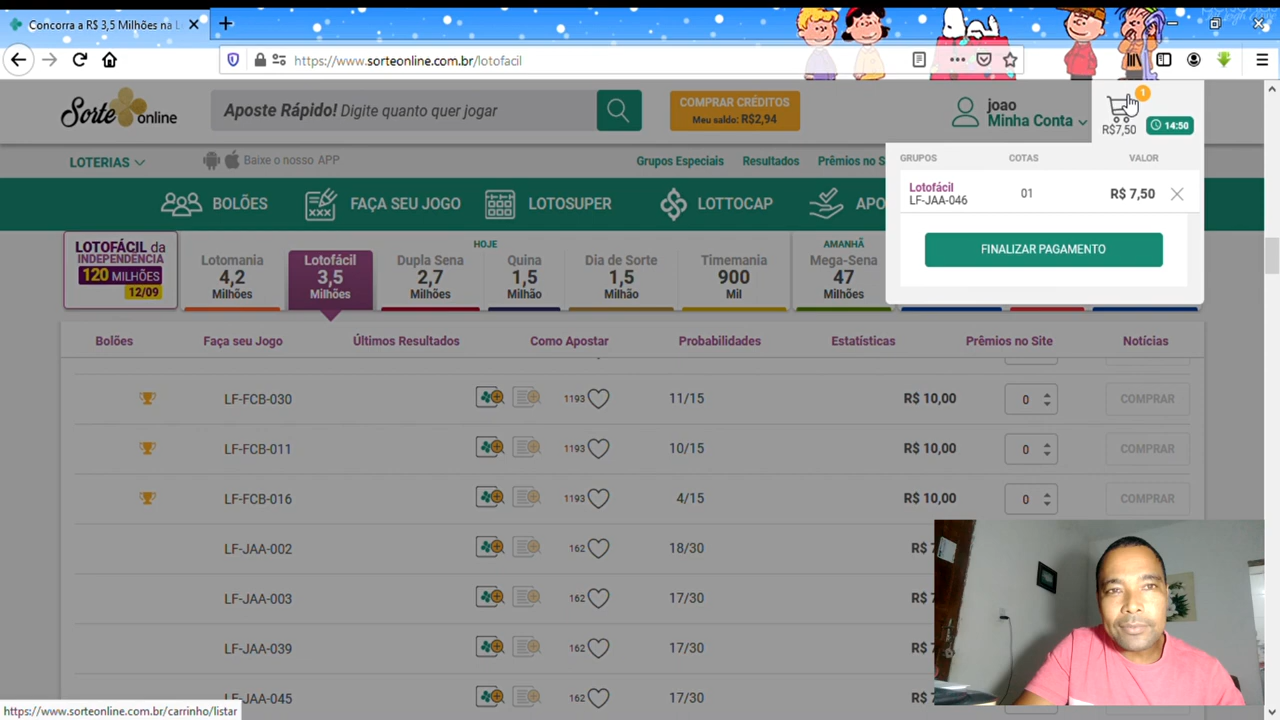 Concorra a R$ 3,5 Milhões na L
https://www.sorteonline.com.br/lotofacil
Sorte online
Aposte Rápido! Digite quanto quer jogar
COMPRAR CRÉDITOS
Meu saldo: R$2,94
joao
Minha Conta
1
R$7,50
14:50
LOTERIAS
Baixe o nosso APP
Grupos Especiais
Resultados
Prêmios no S
GRUPOS COTAS VALOR
Lotofácil
LF-JAA-046
01
R$ 7,50
FINALIZAR PAGAMENTO
BOLÕES
FAÇA SEU JOGO
LOTOSUPER
LOTTOCAP
APO
LOTOFÁCIL da
INDEPENDÊNCIA
120 MILHÕES
12/09
HOJE
Lotomania
4,2
Milhões
Lotofácil
3,5
Milhões
Dupla Sena
2,7
Milhões
Quina
1,5
Milhão
Dia de Sorte
1,5
Milhão
Timemania
900
Mil
AMANHÃ
Mega-Sena
47
Milhões
Bolões Faça seu Jogo Últimos Resultados Como Apostar Probabilidades Estatísticas Prêmios no Site Notícias
LF-FCB-030 1193 11/15 R$ 10,00 0 COMPRAR
LF-FCB-011 1193 10/15 R$ 10,00 0 COMPRAR
LF-FCB-016 1193 4/15 R$ 10,00 0 COMPRAR
LF-JAA-002 162 18/30 R$ 7
LF-JAA-003 162 17/30 R$ 7
LF-JAA-039 162 17/30 R$ 7
LF-JAA-045 162 17/30 R$ 7
https://www.sorteonline.com.br/carrinho/listar